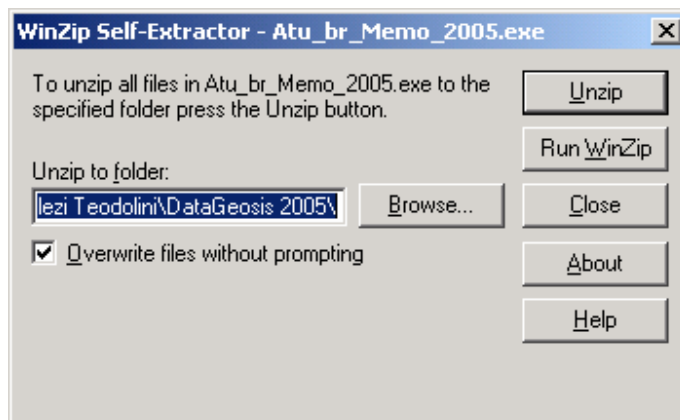 WinZip Self-Extractor - Atu_br_Memo_2005.exe
To unzip all files in Atu_br_Memo_2005.exe to the
specified folder press the Unzip button.
Unzip
Run WinZip
Unzip to folder:
lezi Teodolini\DataGeosis 2005\
Browse...
Close
Overwrite files without prompting
About
Help